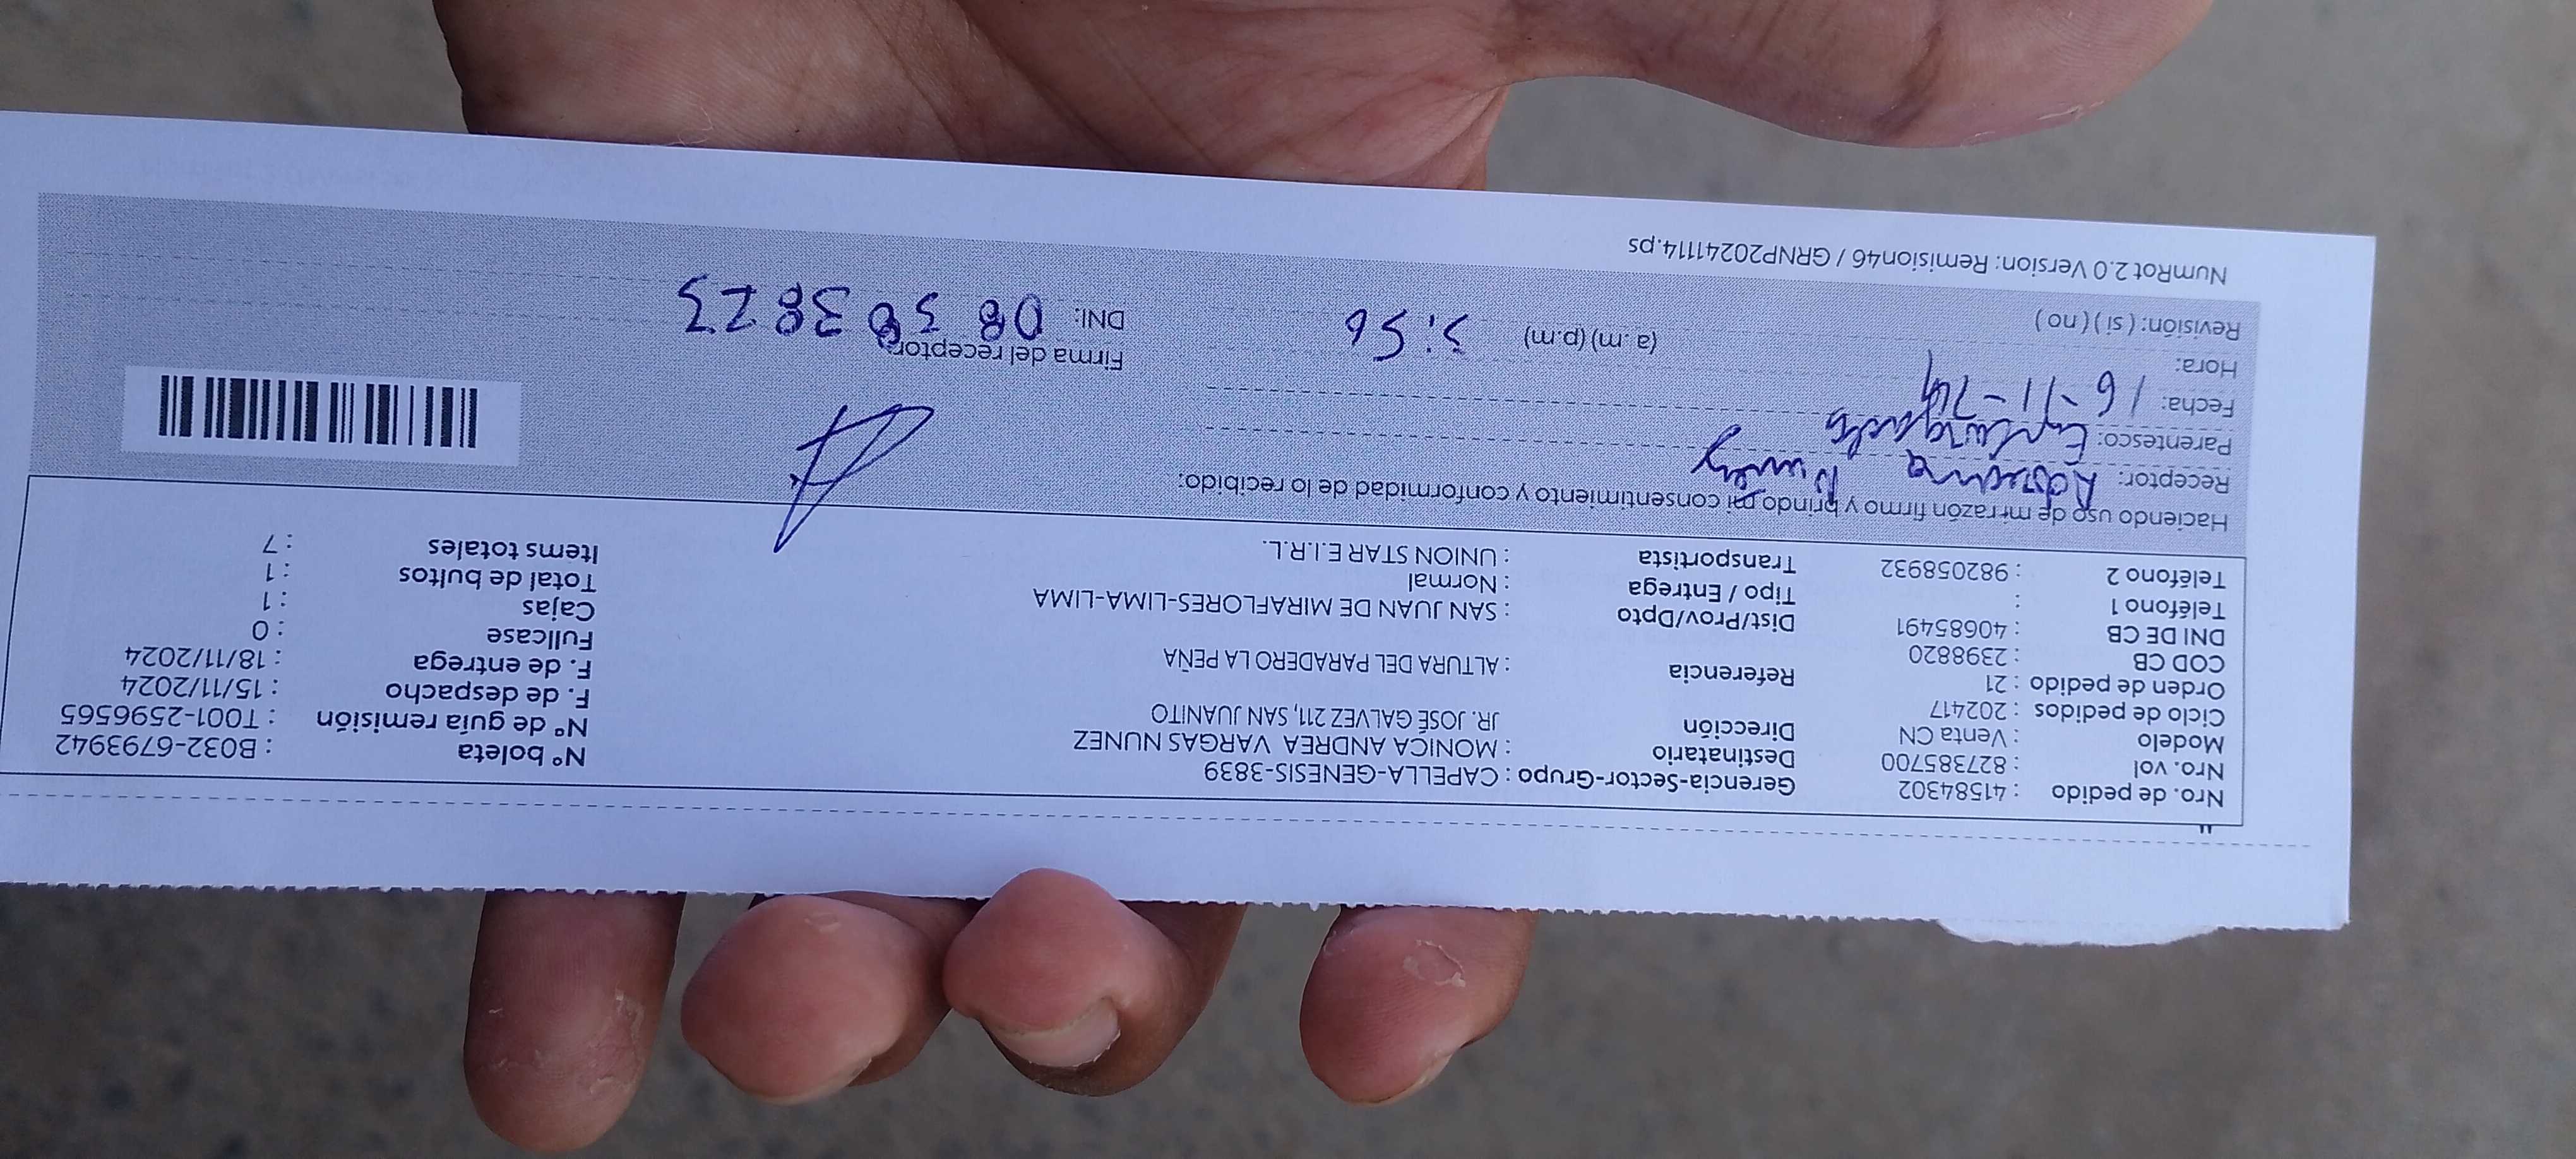 Nro. de pedido : 41584302 Gerencia-Sector-Grupo : CAPELLA-GENESIS-3839 N° boleta : B032-6793942
Nro. vol : 827385700 Destinatario : MONICA ANDREA VARGAS NUNEZ N° de guía remisión : T001-2596565
Modelo : Venta CN Dirección JR. JOSÉ GALVEZ 211, SAN JUANITO F. de despacho : 15/11/2024
Ciclo de pedidos : 202417 F. de entrega : 18/11/2024
Orden de pedido : 21 Referencia : ALTURA DEL PARADERO LA PEÑA Fullcase : 0
COD CB : 2398820 Cajas : 1
DNI DE CB : 40685491 Dist/Prov/Dpto : SAN JUAN DE MIRAFLORES-LIMA-LIMA Total de bultos : 1
Teléfono 1 : Tipo / Entrega : Normal Items totales : 7
Teléfono 2 : 982058932 Transportista : UNION STAR E.I.R.L.
Haciendo uso de mi razón firmo y brindo mi consentimiento y conformidad de lo recibido:
Receptor:
Parentesco:
Fecha: 16-11-24
Hora: 3:56 (a.m) (p.m) Firma del receptor
Revisión: ( si ) ( no ) DNI:
NumRot 2.0 Version: Remision46 / GRNP20241114.ps